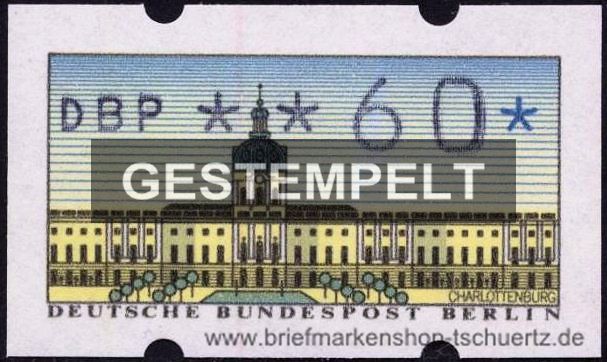 DBP ** 60*
GESTEMPELT
CHARLOTTENBURG
DEUTSCHE BUNDESPOST BERLIN
www.briefmarkenshop-tschuertz.de